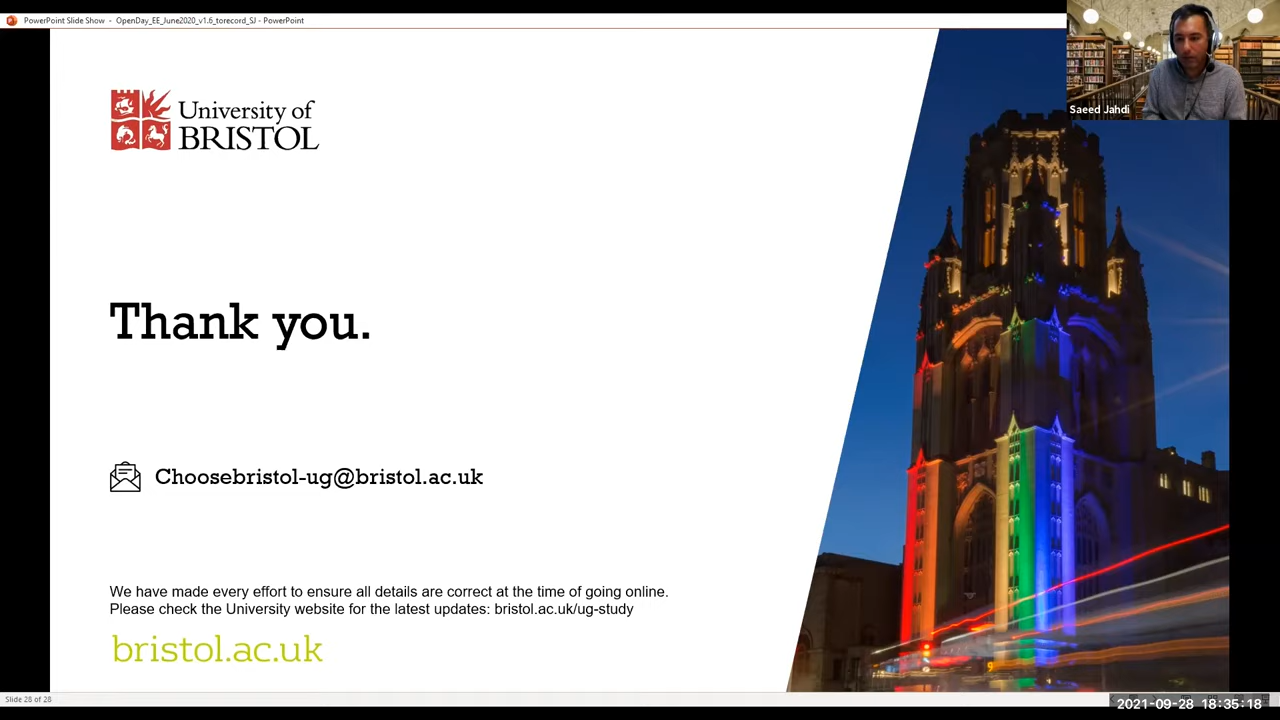 PowerPoint Slide Show - OpenDay_EE_June2020_v1.6_torecord_SJ - PowerPoint
Saeed Jahdi
University of
BRISTOL
Thank you.
Choosebristol-ug@bristol.ac.uk
We have made every effort to ensure all details are correct at the time of going online.
Please check the University website for the latest updates: bristol.ac.uk/ug-study
bristol.ac.uk
Slide 28 of 28
2021-09-28 18:35:18